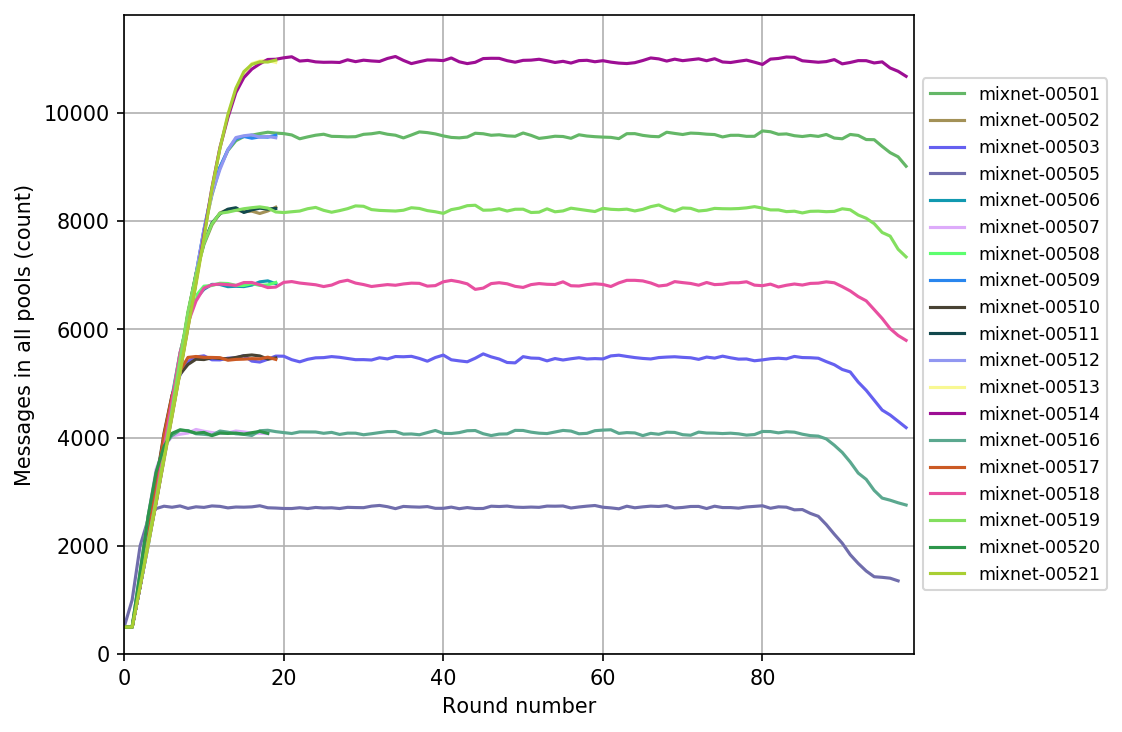 Messages in all pools (count)
10000
8000
6000
4000
2000
0
0 20 40 60 80
Round number
mixnet-00501
mixnet-00502
mixnet-00503
mixnet-00505
mixnet-00506
mixnet-00507
mixnet-00508
mixnet-00509
mixnet-00510
mixnet-00511
mixnet-00512
mixnet-00513
mixnet-00514
mixnet-00516
mixnet-00517
mixnet-00518
mixnet-00519
mixnet-00520
mixnet-00521